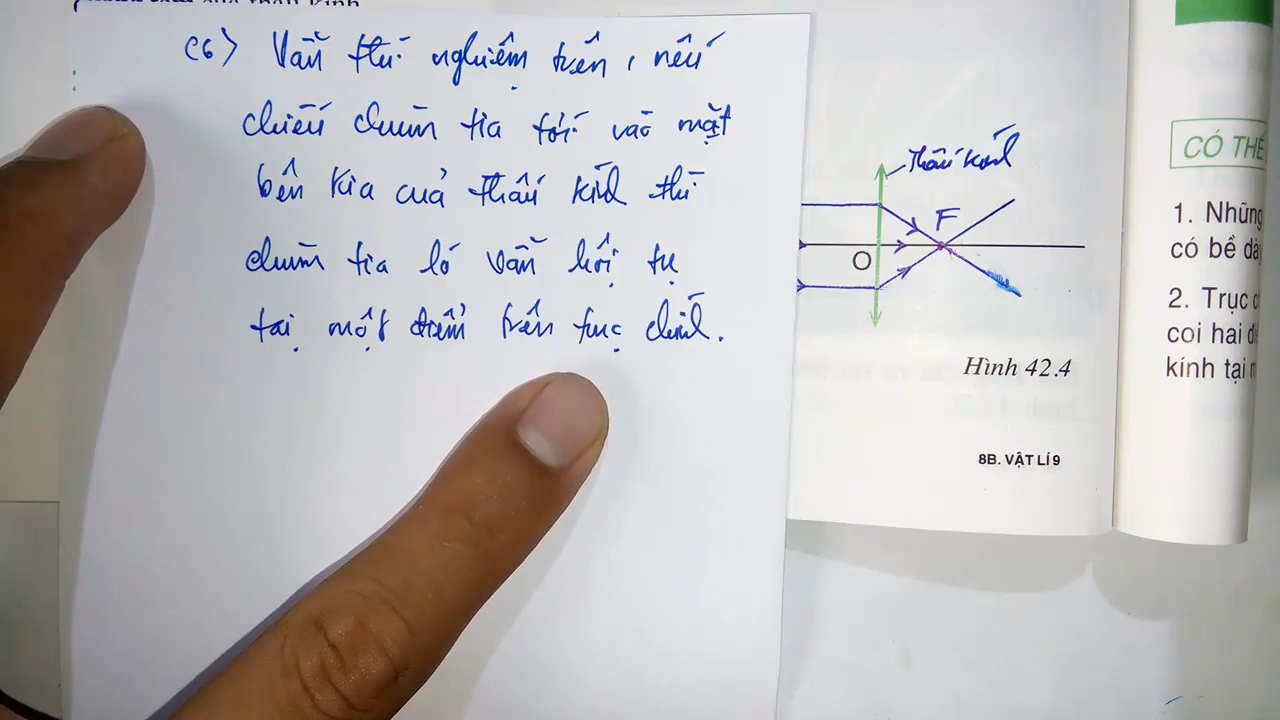 C6> Vẫn thí nghiệm trên, nếu
chiếu chùm tia tới vào mặt
bên kia của thấu kính thì
chùm tia ló vẫn hội tụ
tại một điểm trên trục chính.
Thấu kính
F
O
Hình 42.4
8B. VẬT LÍ 9
CÓ THỂ
1. Những
có bề dà
2. Trục c
coi hai đ
kính tại m